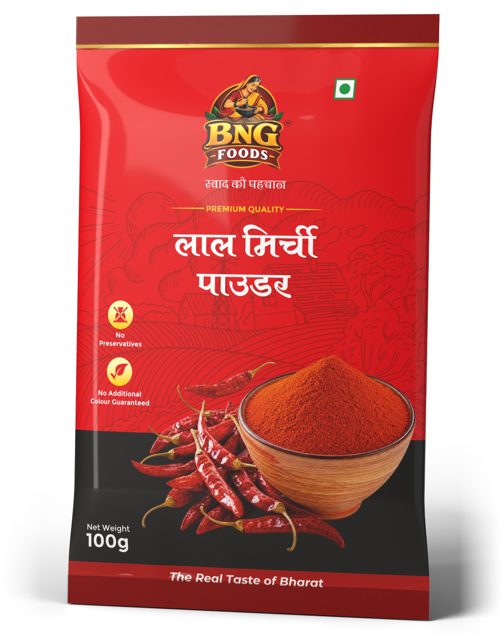 BNG
FOODS
स्वाद की पहचान
PREMIUM QUALITY
लाल मिर्ची
पाउडर
No
Preservatives
No Additional
Colour Guaranteed
Net Weight
100g
The Real Taste of Bharat